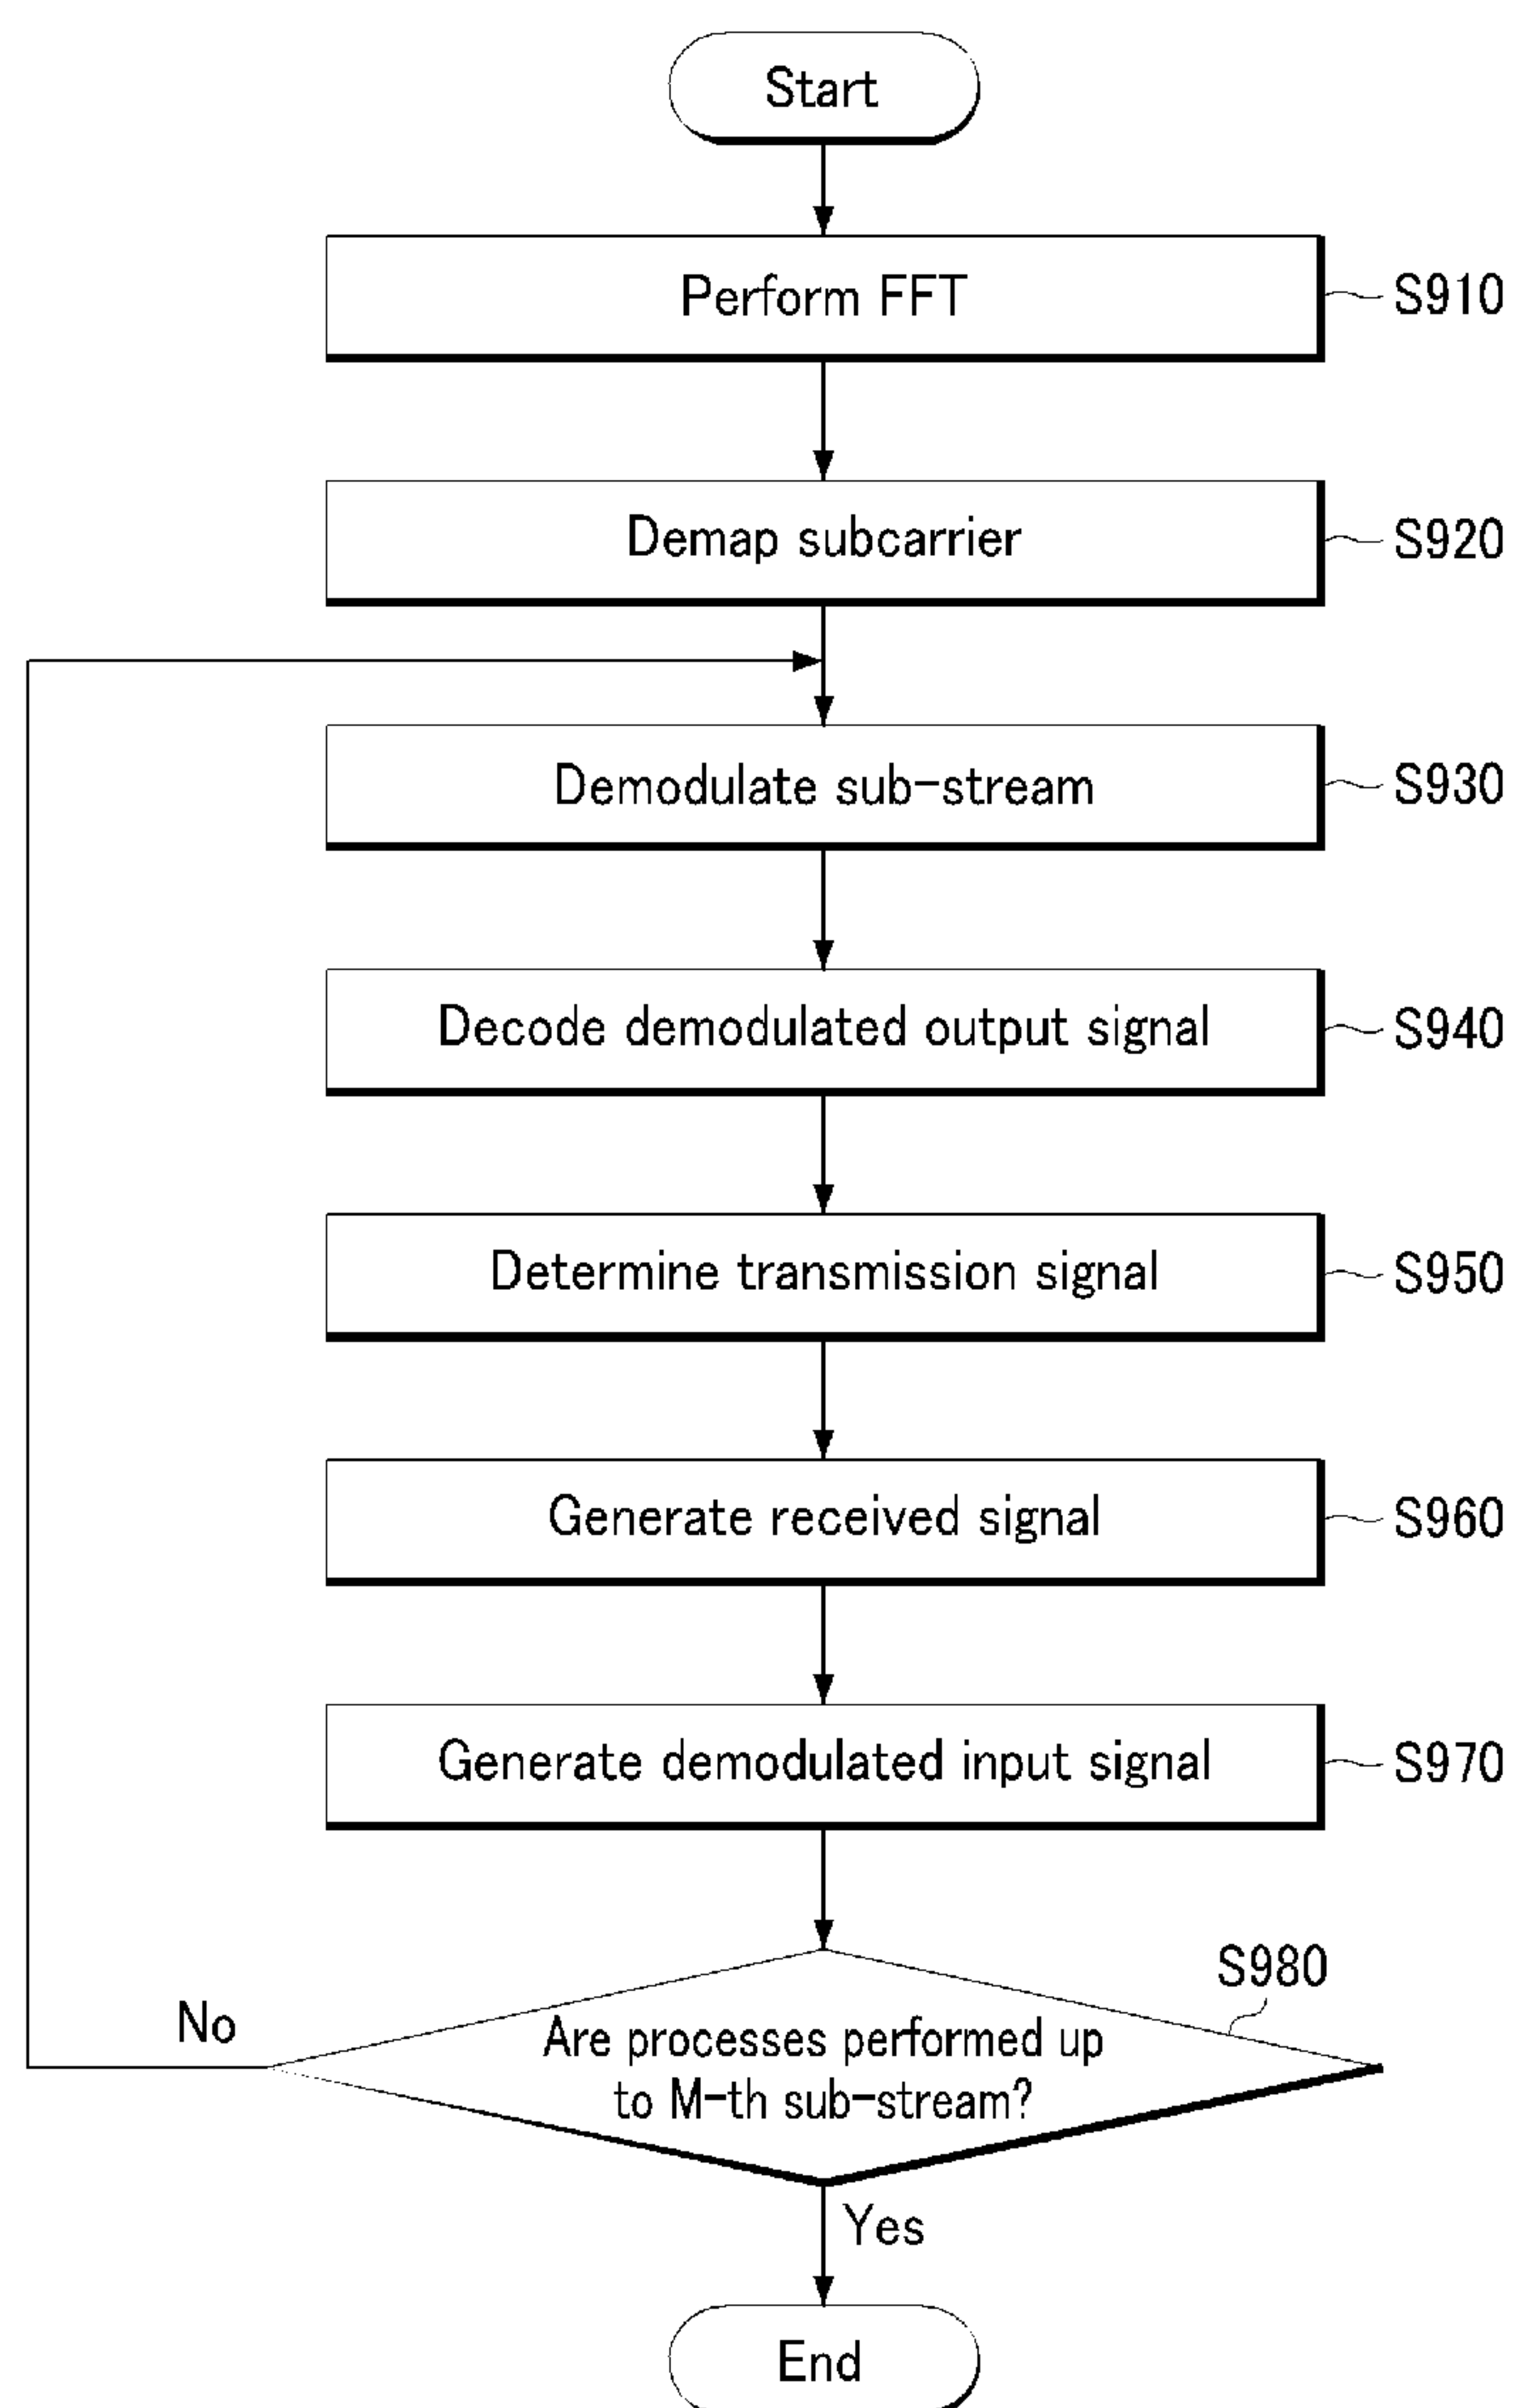 Start
Perform FFT
S910
Demap subcarrier
S920
Demodulate sub-stream
S930
Decode demodulated output signal
S940
Determine transmission signal
S950
Generate received signal
S960
Generate demodulated input signal
S970
S980
No
Are processes performed up
to M-th sub-stream?
Yes
End